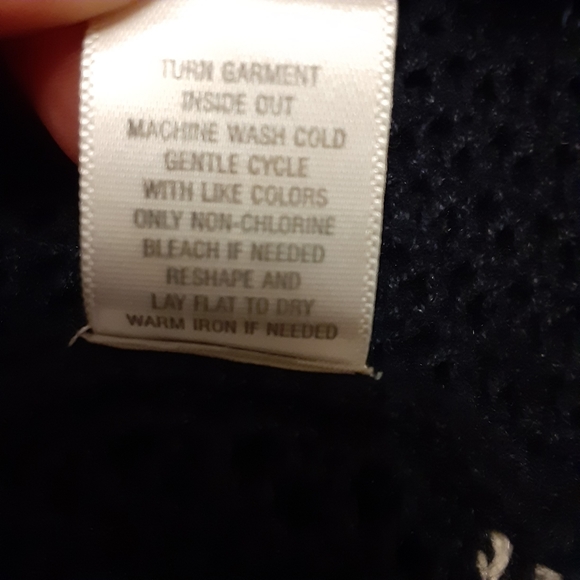 TURN GARMENT
INSIDE OUT
MACHINE WASH COLD
GENTLE CYCLE
WITH LIKE COLORS
ONLY NON-CHLORINE
BLEACH IF NEEDED
RESHAPE AND
LAY FLAT TO DRY
WARM IRON IF NEEDED